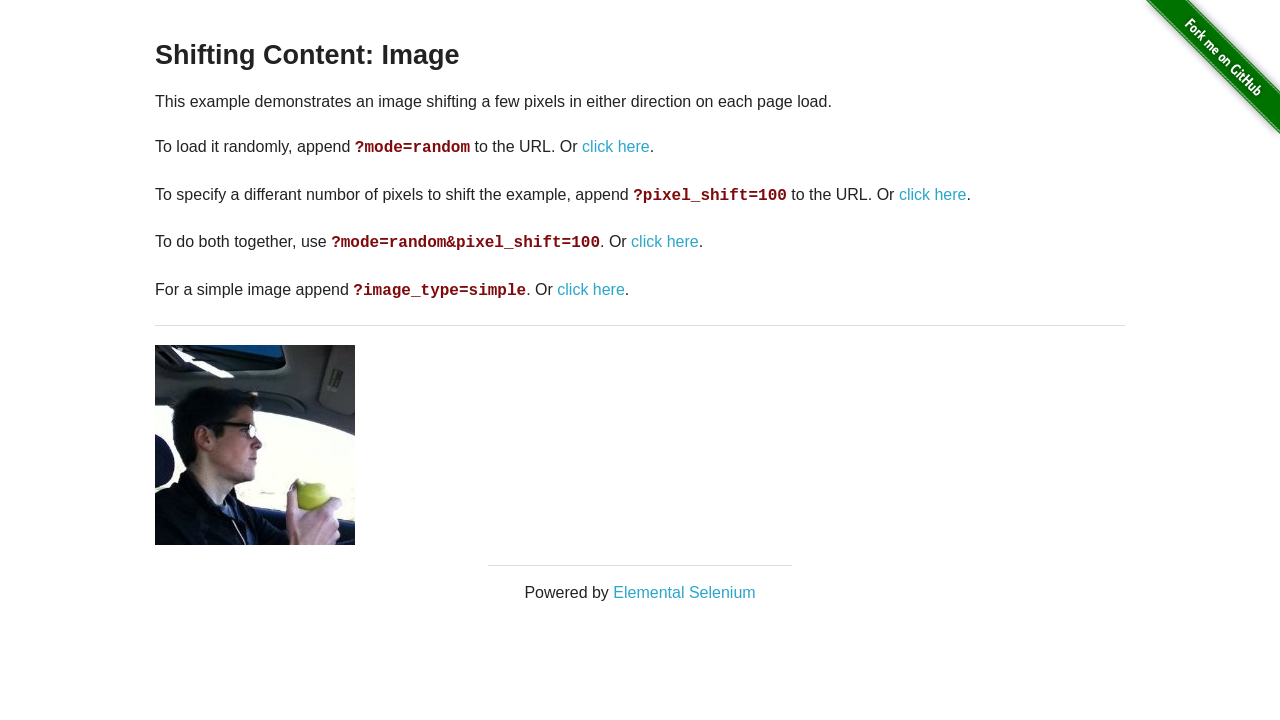 Fork me on GitHub
Shifting Content: Image
This example demonstrates an image shifting a few pixels in either direction on each page load.
To load it randomly, append ?mode=random to the URL. Or click here.
To specify a differant numbor of pixels to shift the example, append ?pixel_shift=100 to the URL. Or click here.
To do both together, use ?mode=random&pixel_shift=100. Or click here.
For a simple image append ?image_type=simple. Or click here.
Powered by Elemental Selenium